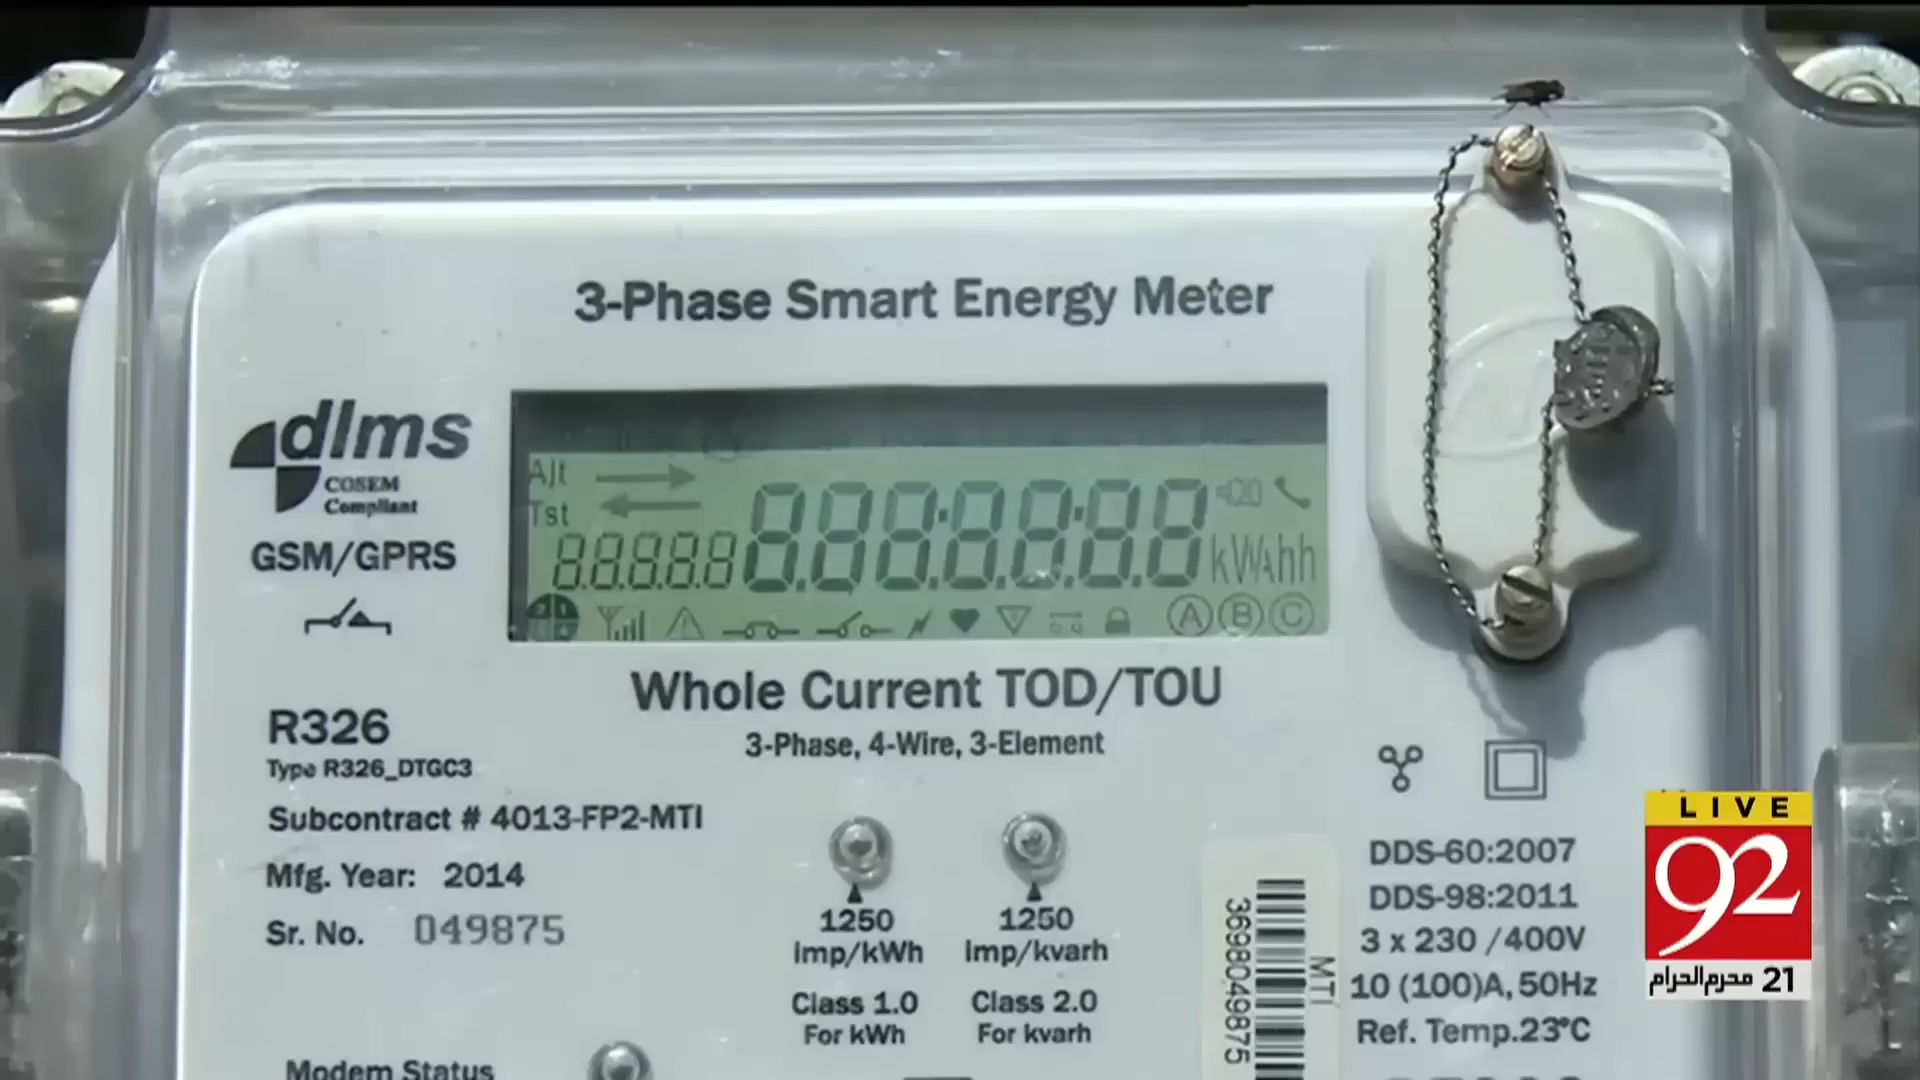 3-Phase Smart Energy Meter
dlms
COSEM
Compliant
GSM/GPRS
Ajt
Tst
88888 8888888 kWAhh
A B C
Whole Current TOD/TOU
3-Phase, 4-Wire, 3-Element
R326
Type R326_DTGC3
Subcontract # 4013-FP2-MTI
Mfg. Year: 2014
Sr. No. 049875
1250
Imp/kWh
Class 1.0
For kWh
1250
Imp/kvarh
Class 2.0
For kvarh
3698049875
MTI
DDS-60:2007
DDS-98:2011
3 x 230 /400V
10 (100)A, 50Hz
Ref. Temp.23°C
Modem Status
LIVE
92
21 محرم الحرام